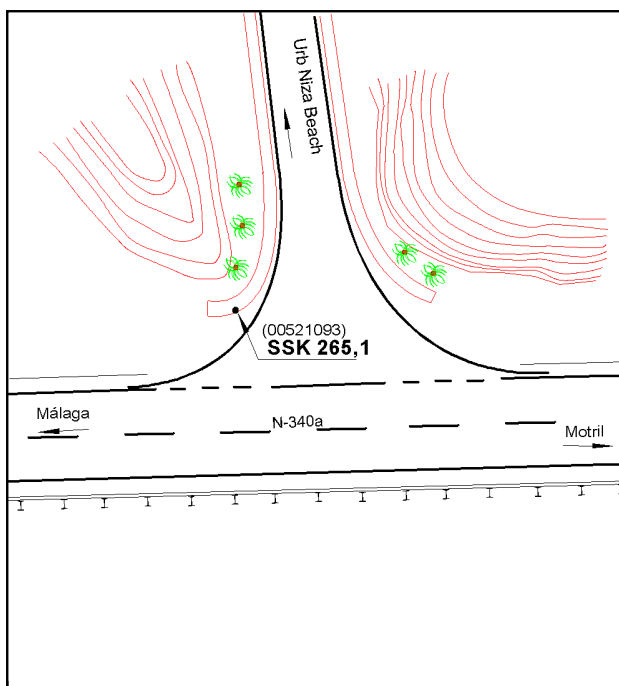 Urb Niza Beach
(00521093)
SSK 265,1
Málaga
N-340a
Motril